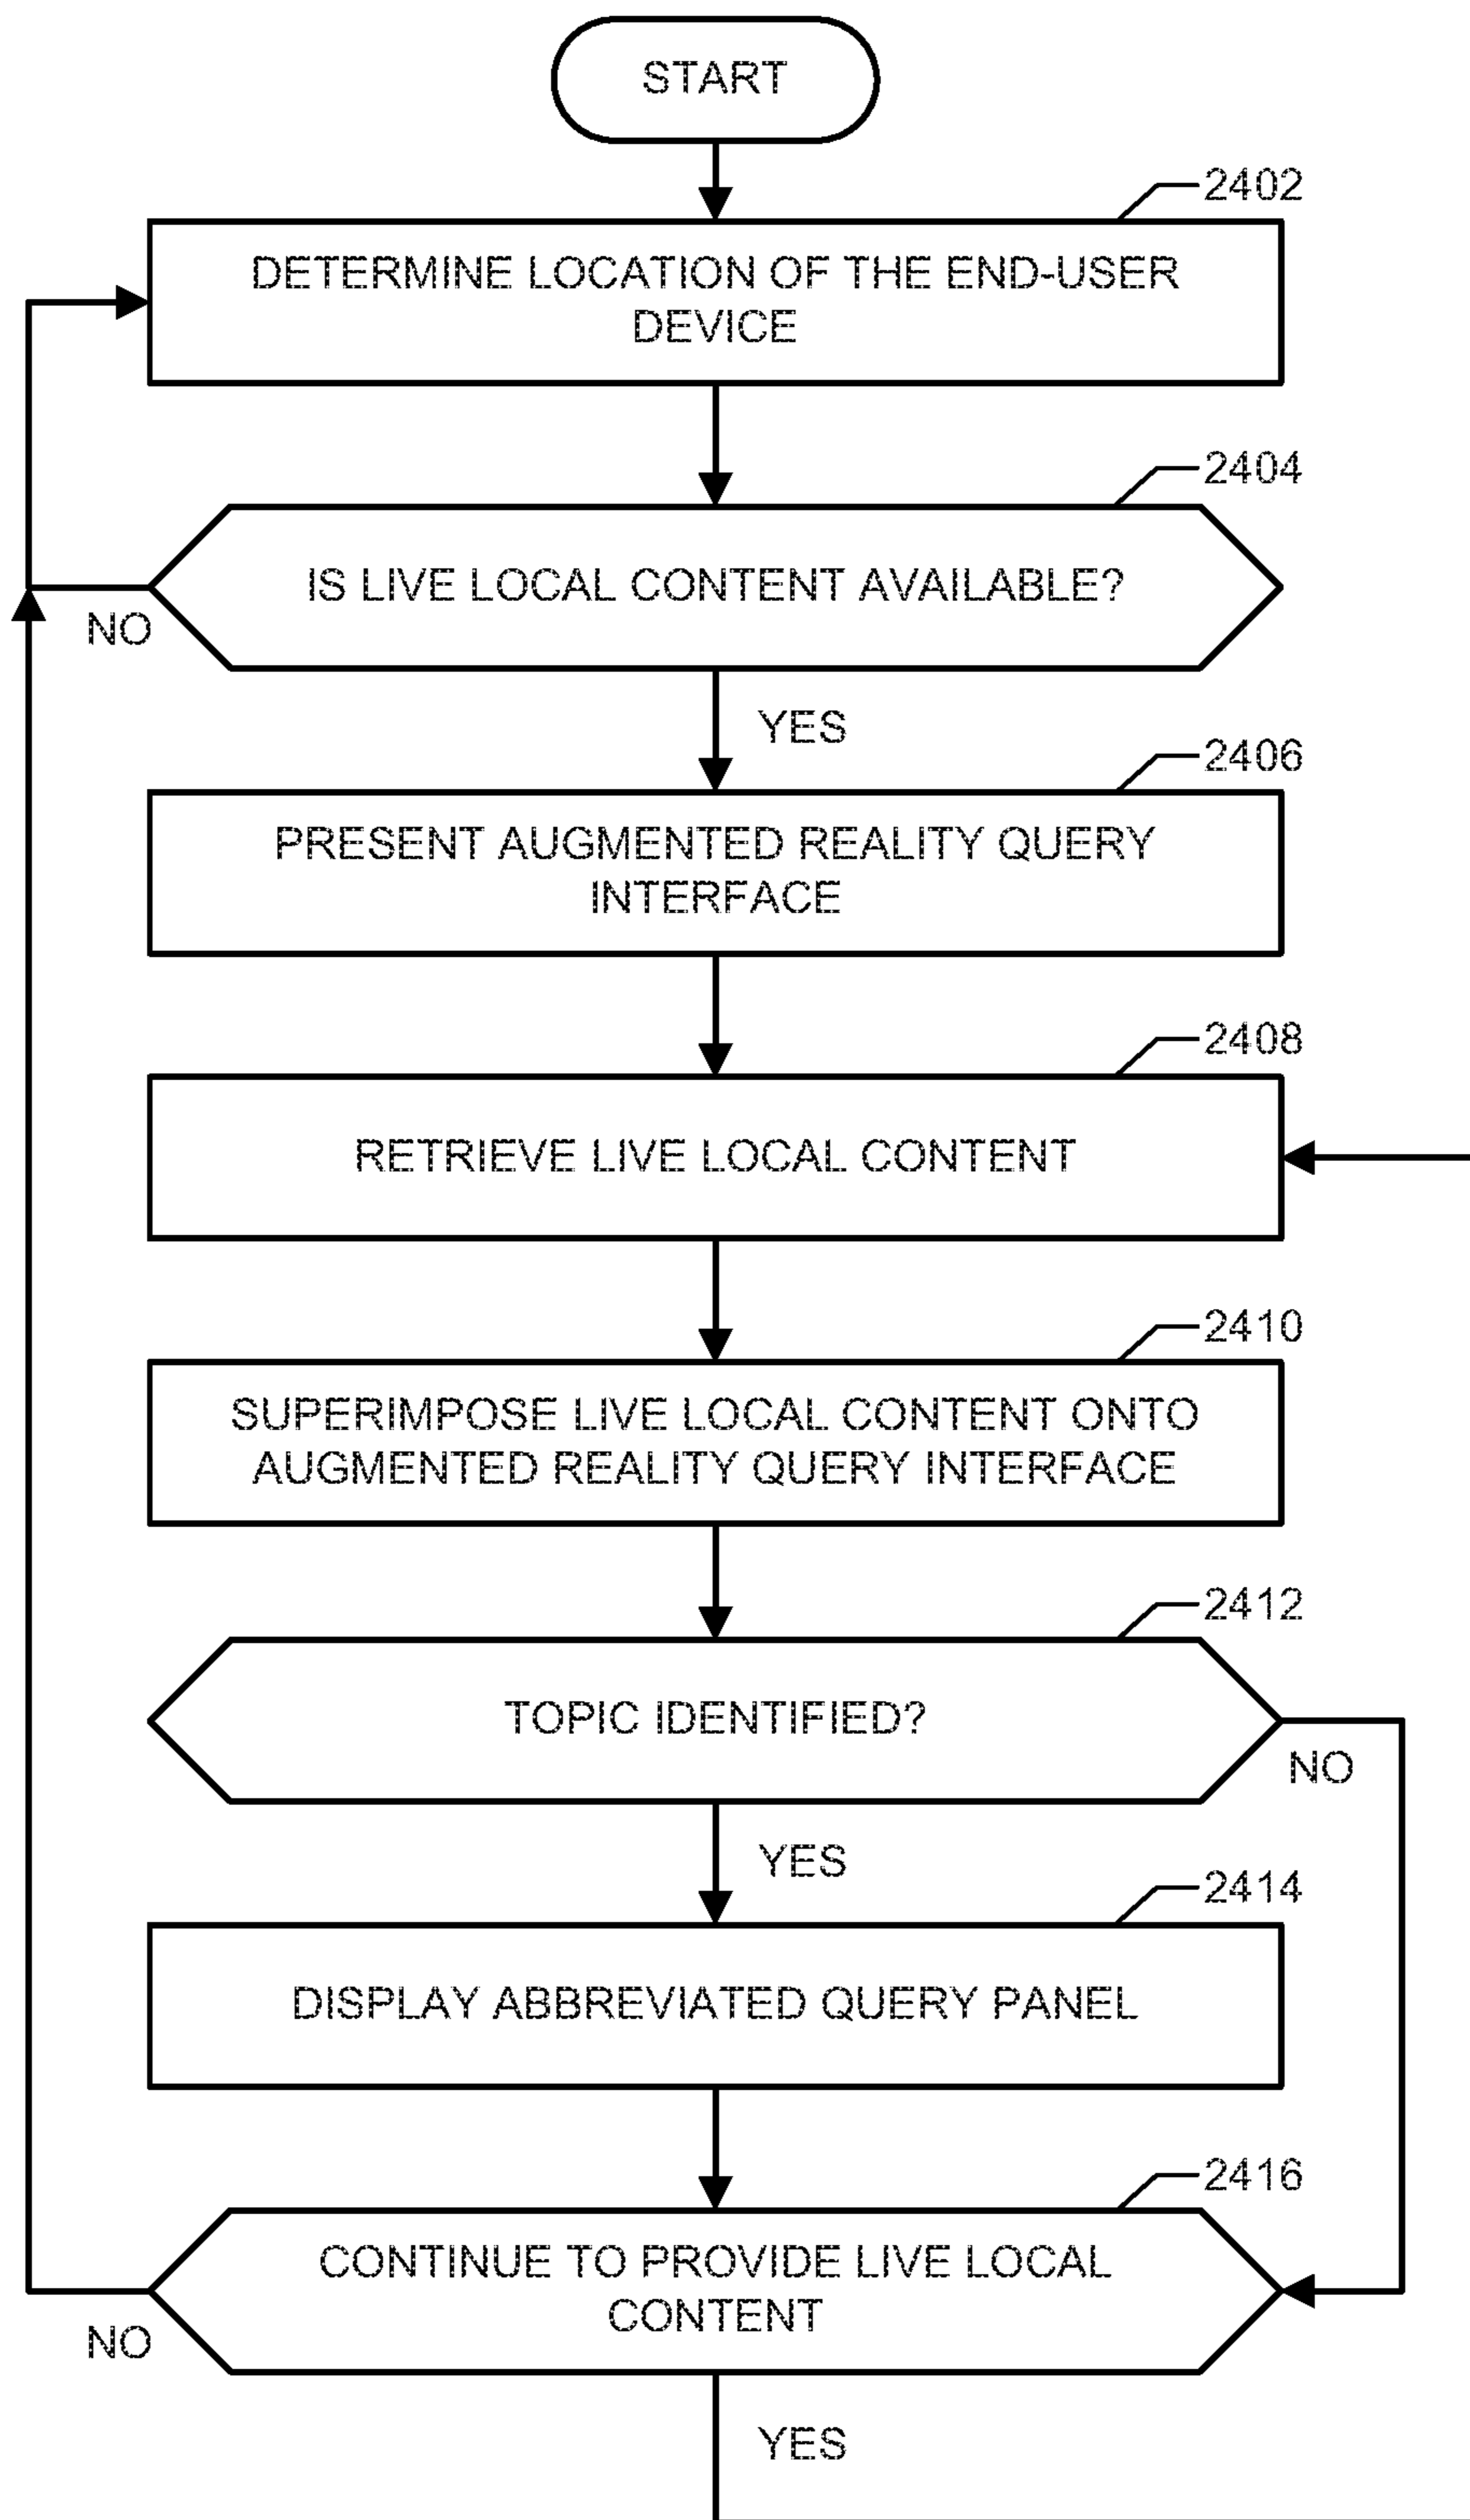 START
2402
DETERMINE LOCATION OF THE END-USER
DEVICE
2404
IS LIVE LOCAL CONTENT AVAILABLE?
NO
YES
2406
PRESENT AUGMENTED REALITY QUERY
INTERFACE
2408
RETRIEVE LIVE LOCAL CONTENT
2410
SUPERIMPOSE LIVE LOCAL CONTENT ONTO
AUGMENTED REALITY QUERY INTERFACE
2412
TOPIC IDENTIFIED?
NO
YES
2414
DISPLAY ABBREVIATED QUERY PANEL
2416
CONTINUE TO PROVIDE LIVE LOCAL
CONTENT
NO
YES